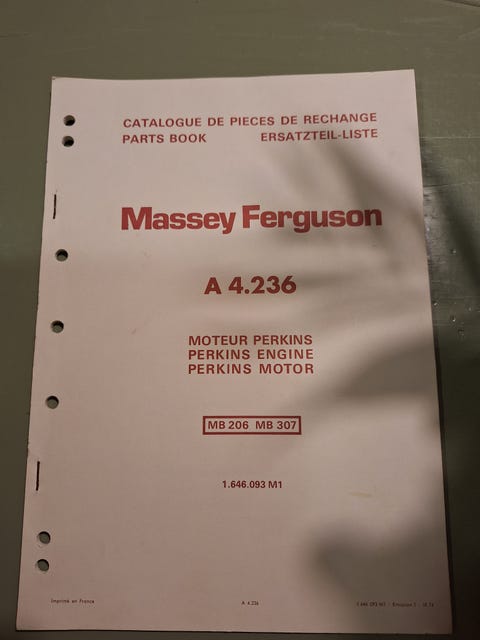 CATALOGUE DE PIECES DE RECHANGE
PARTS BOOK ERSATZTEIL-LISTE
Massey Ferguson
A 4.236
MOTEUR PERKINS
PERKINS ENGINE
PERKINS MOTOR
MB 206 MB 307
1.646.093 M1
Imprimé en France A 4.236